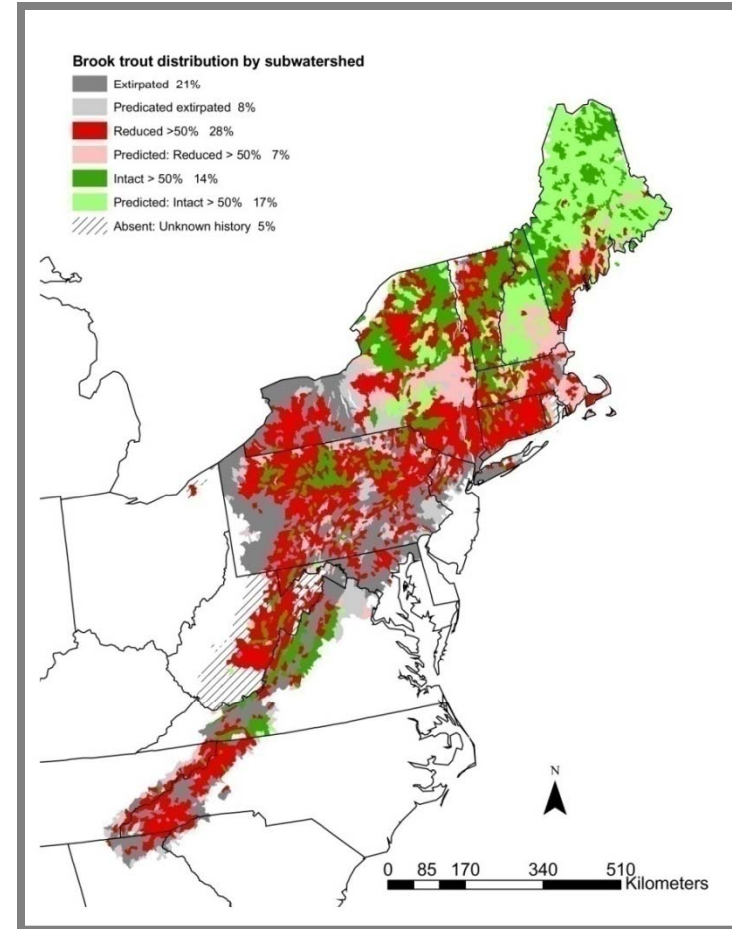 Brook trout distribution by subwatershed
Extirpated 21%
Predicated extirpated 8%
Reduced >50% 28%
Predicted: Reduced > 50% 7%
Intact > 50% 14%
Predicted: Intact > 50% 17%
Absent: Unknown history 5%
N
0 85 170 340 510
Kilometers